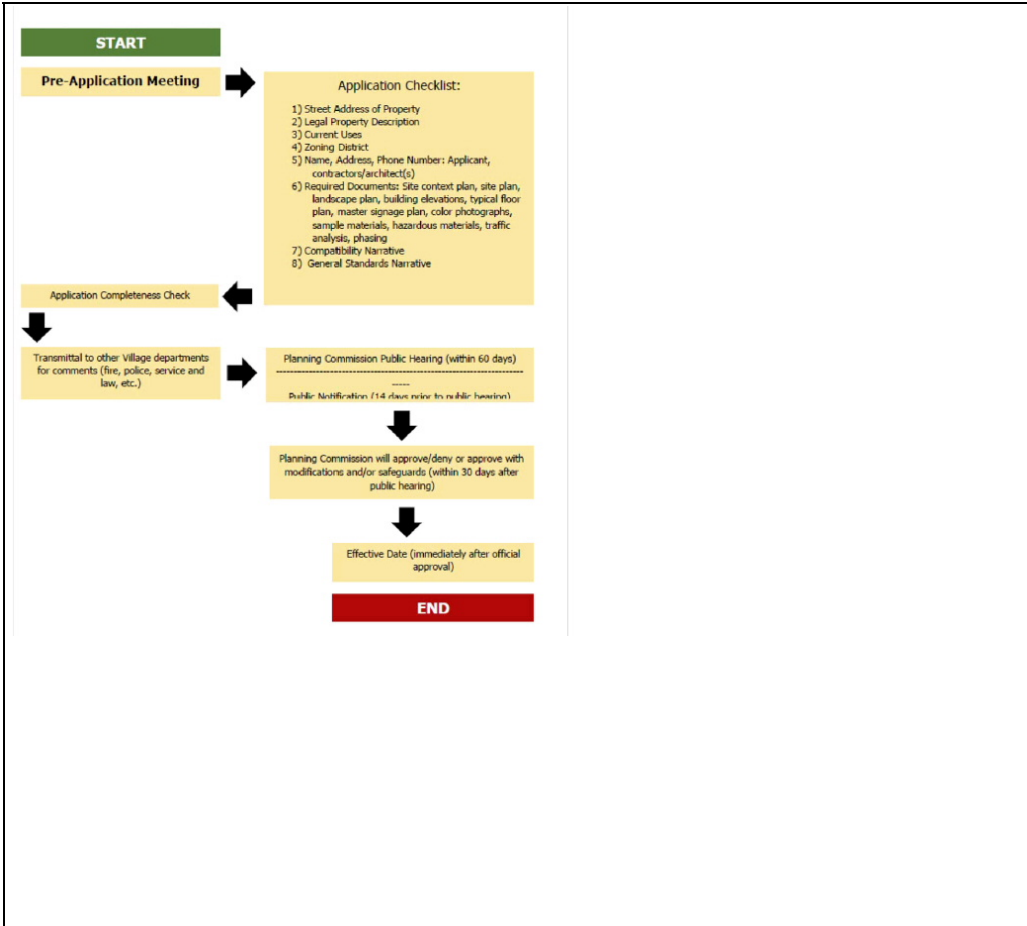 START
Pre-Application Meeting
Application Checklist:
1) Street Address of Property
2) Legal Property Description
3) Current Uses
4) Zoning District
5) Name, Address, Phone Number: Applicant,
contractors/architect(s)
6) Required Documents: Site context plan, site plan,
landscape plan, building elevations, typical floor
plan, master signage plan, color photographs,
sample materials, hazardous materials, traffic
analysis, phasing
7) Compatibility Narrative
8) General Standards Narrative
Application Completeness Check
Transmittal to other Village departments
for comments (fire, police, service and
law, etc.)
Planning Commission Public Hearing (within 60 days)
Public Notification (14 days prior to public hearing)
Planning Commission will approve/deny or approve with
modifications and/or safeguards (within 30 days after
public hearing)
Effective Date (immediately after official
approval)
END